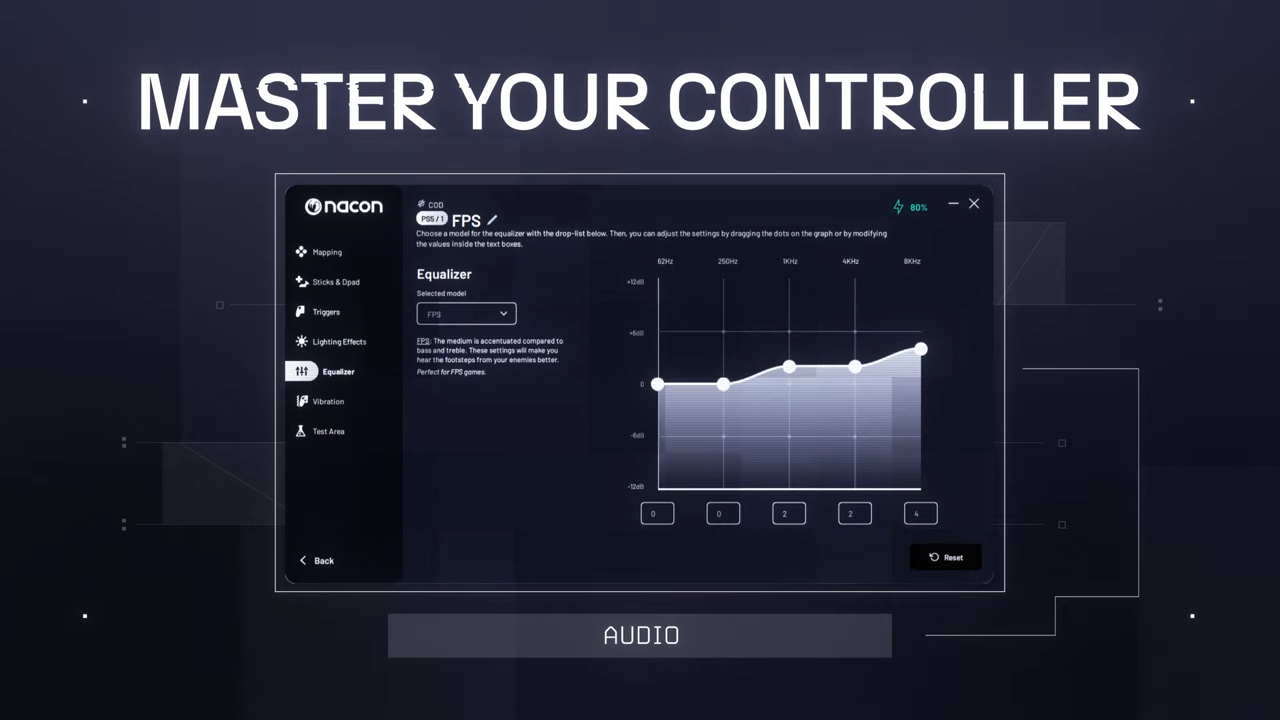 MASTER YOUR CONTROLLER
nacon
COD
PS5 / 1 FPS
80%
Choose a model for the equalizer with the drop-list below. Then, you can adjust the settings by dragging the dots on the graph or by modifying
the values inside the text boxes.
Mapping
Sticks & Dpad
Triggers
Lighting Effects
Equalizer
Vibration
Test Area
Back
Equalizer
Selected model
FPS
FPS: The medium is accentuated compared to
bass and treble. These settings will make you
hear the footsteps from your enemies better.
Perfect for FPS games.
62Hz 250Hz 1KHz 4KHz 8KHz
+12dB
+6dB
0
-6dB
-12dB
0 0 2 2 4
Reset
AUDIO